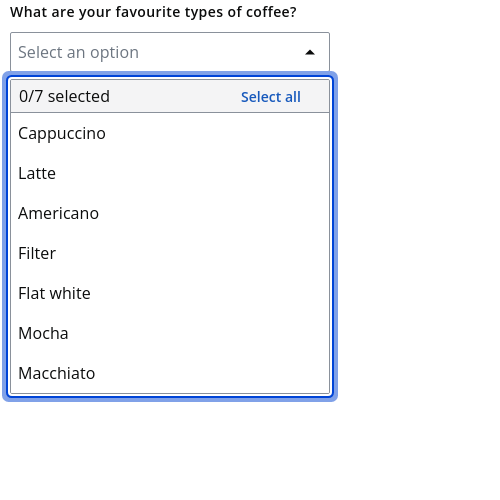 What are your favourite types of coffee?
Select an option
0/7 selected Select all
Cappuccino
Latte
Americano
Filter
Flat white
Mocha
Macchiato